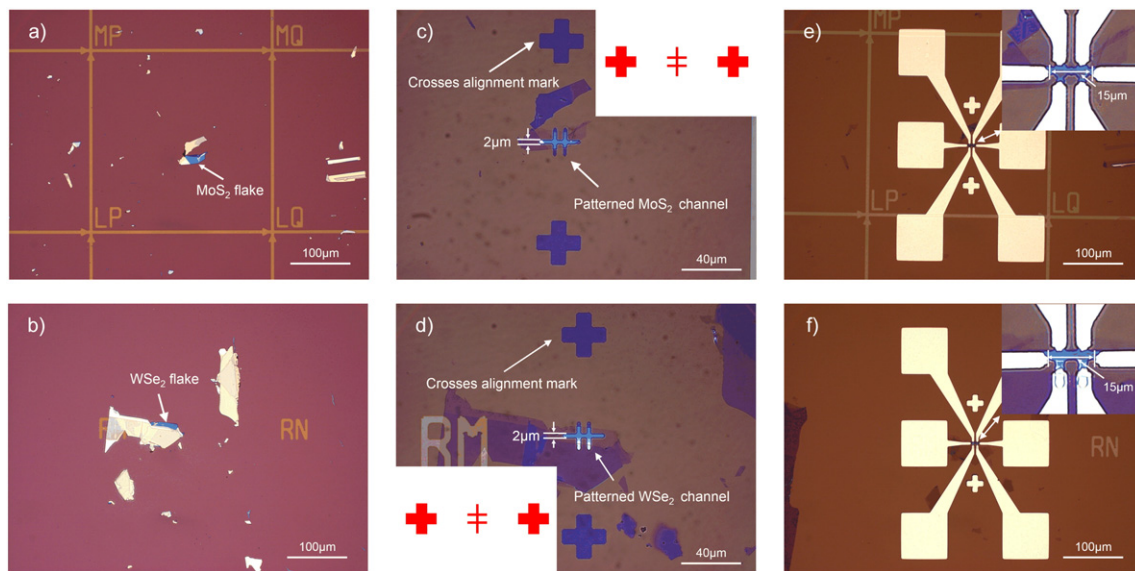 a)
MP
MQ
MoS₂ flake
LP
LQ
100μm
c)
Crosses alignment mark
2μm
Patterned MoS₂ channel
40μm
e)
MP
15μm
LP
LQ
100μm
b)
WSe₂ flake
RN
100μm
d)
Crosses alignment mark
RM
2μm
Patterned WSe₂ channel
40μm
f)
15μm
RN
100μm